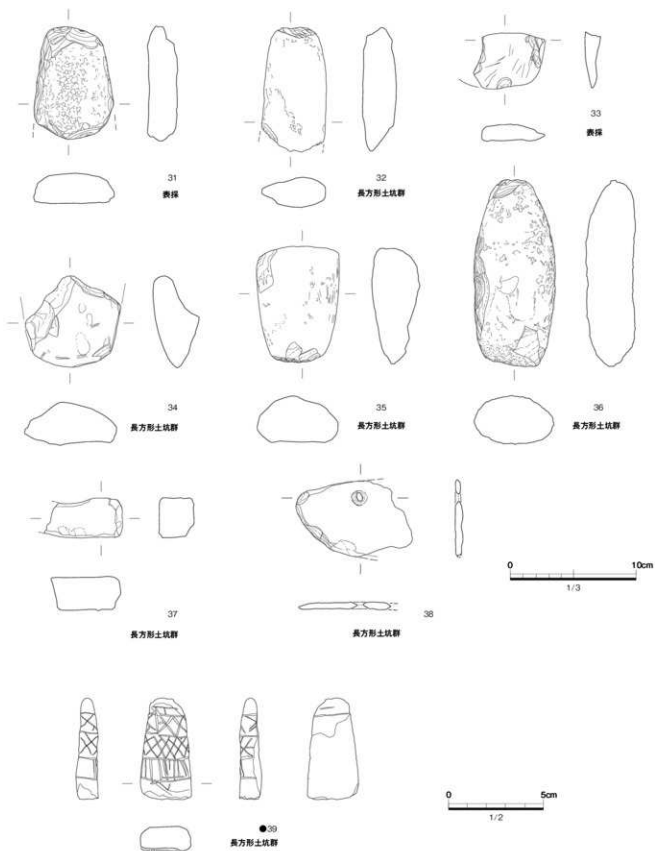 31
表採
32
長方形土坑群
33
表採
34
長方形土坑群
35
長方形土坑群
36
長方形土坑群
37
長方形土坑群
38
長方形土坑群
0 10cm
1/3
●39
長方形土坑群
0 5cm
1/2